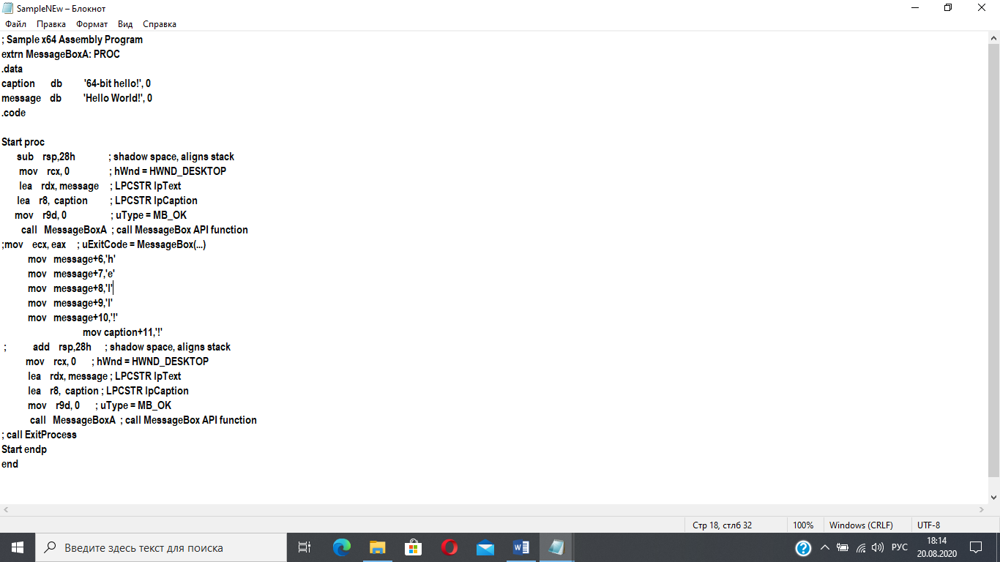 SampleNEw – Блокнот
Файл Правка Формат Вид Справка
; Sample x64 Assembly Program
extrn MessageBoxA: PROC
.data
caption db '64-bit hello!', 0
message db 'Hello World!', 0
.code
Start proc
sub rsp,28h ; shadow space, aligns stack
mov rcx, 0 ; hWnd = HWND_DESKTOP
lea rdx, message ; LPCSTR lpText
lea r8, caption ; LPCSTR lpCaption
mov r9d, 0 ; uType = MB_OK
call MessageBoxA ; call MessageBox API function
;mov ecx, eax ; uExitCode = MessageBox(...)
mov message+6,'h'
mov message+7,'e'
mov message+8,'l'
mov message+9,'l'
mov message+10,'!'
mov caption+11,'!'
; add rsp,28h ; shadow space, aligns stack
mov rcx, 0 ; hWnd = HWND_DESKTOP
lea rdx, message ; LPCSTR lpText
lea r8, caption ; LPCSTR lpCaption
mov r9d, 0 ; uType = MB_OK
call MessageBoxA ; call MessageBox API function
; call ExitProcess
Start endp
end
Стр 18, стлб 32 100% Windows (CRLF) UTF-8
Введите здесь текст для поиска
РУС
18:14
20.08.2020